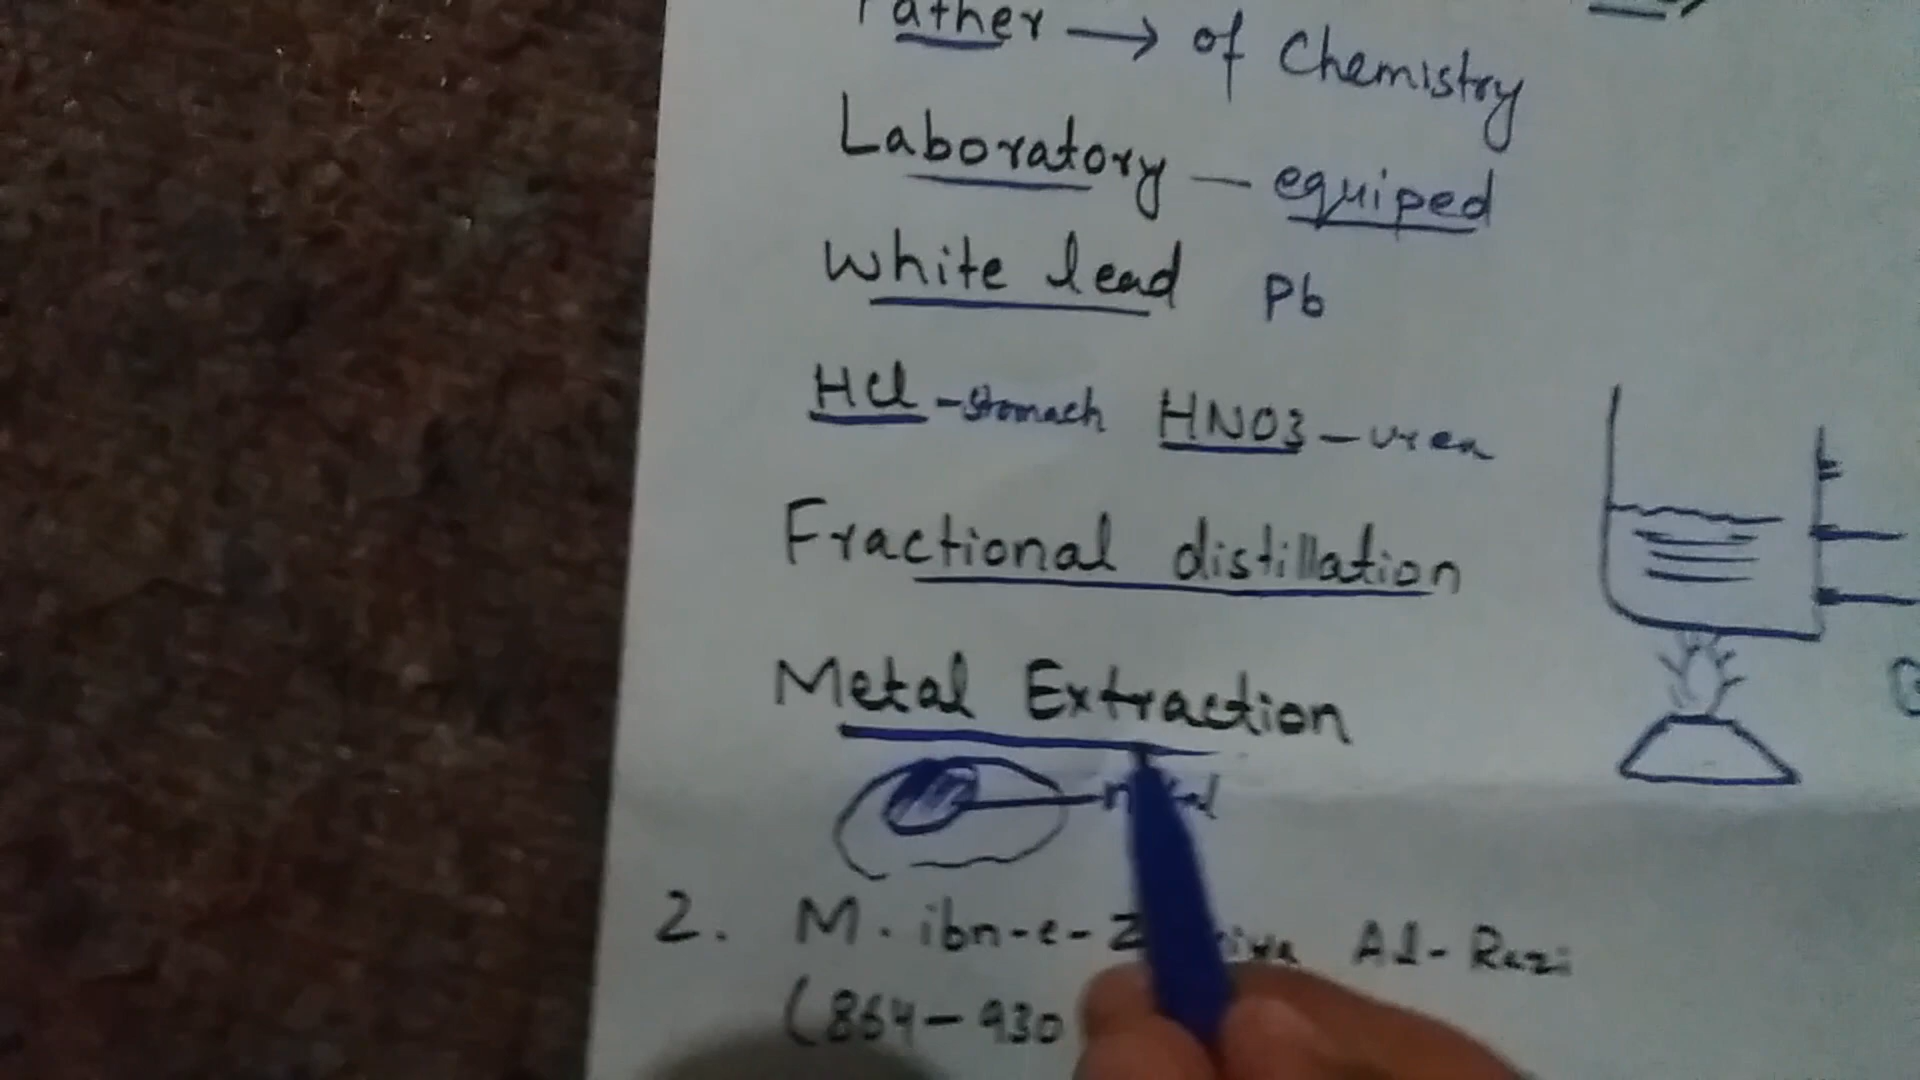 Father → of Chemistry
Laboratory — equiped
White lead Pb
HCl - stomach HNO3 - urea
Fractional distillation
Metal Extraction
metal
2. M. ibn-e- Al-Razi
(864-930